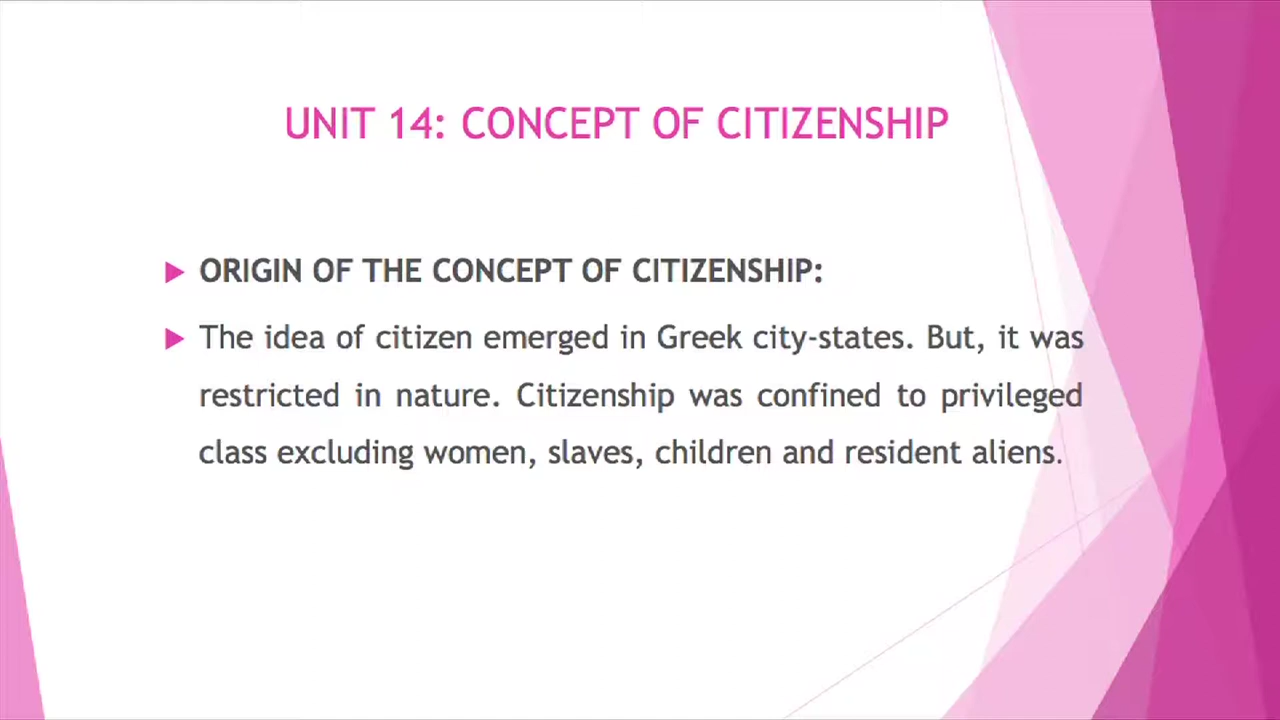 UNIT 14: CONCEPT OF CITIZENSHIP
ORIGIN OF THE CONCEPT OF CITIZENSHIP:
The idea of citizen emerged in Greek city-states. But, it was
restricted in nature. Citizenship was confined to privileged
class excluding women, slaves, children and resident aliens.